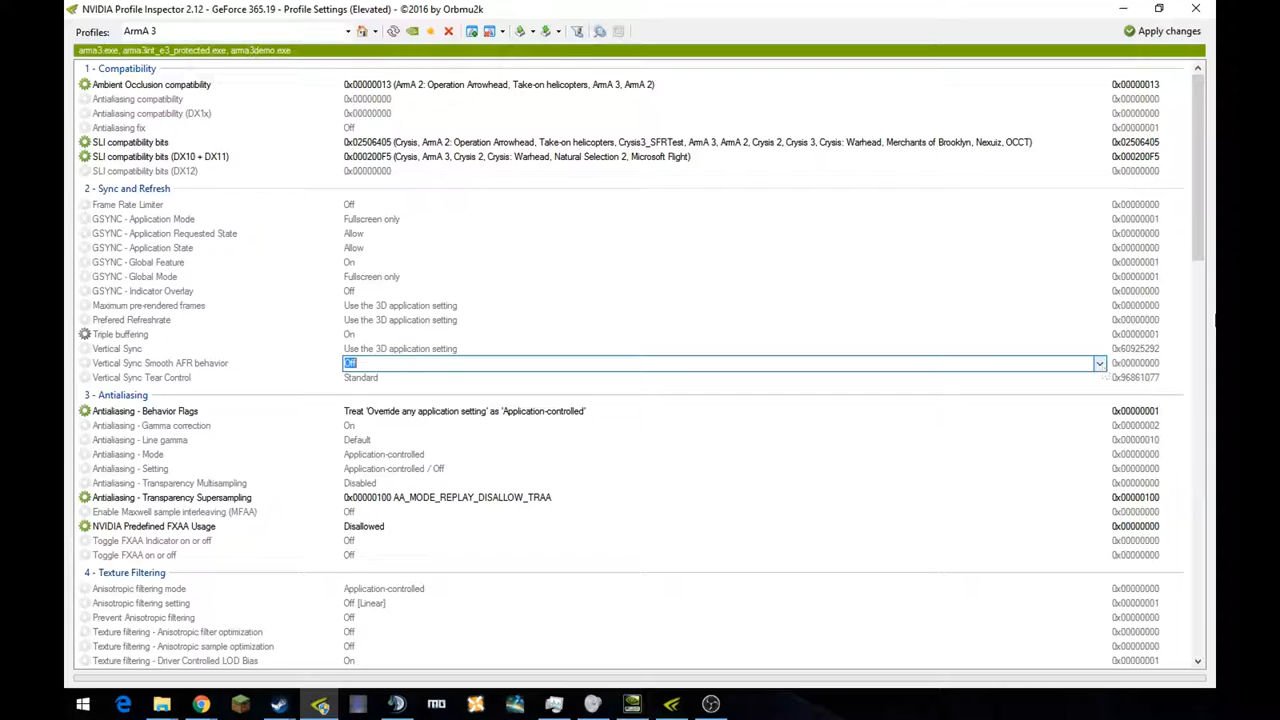 NVIDIA Profile Inspector 2.12 - GeForce 365.19 - Profile Settings (Elevated) - ©2016 by Orbmu2k
Profiles: ArmA 3 Apply changes
arma3.exe, arma3int_e3_protected.exe, arma3demo.exe
1 - Compatibility
Ambient Occlusion compatibility 0x00000013 (ArmA 2: Operation Arrowhead, Take-on helicopters, ArmA 3, ArmA 2) 0x00000013
Antialiasing compatibility 0x00000000 0x00000000
Antialiasing compatibility (DX1x) 0x00000000 0x00000000
Antialiasing fix Off 0x00000001
SLI compatibility bits 0x02506405 (Crysis, ArmA 2: Operation Arrowhead, Take-on helicopters, Crysis3_SFRTest, ArmA 3, ArmA 2, Crysis 2, Crysis 3, Crysis: Warhead, Merchants of Brooklyn, Nexuiz, OCCT) 0x02506405
SLI compatibility bits (DX10 + DX11) 0x000200F5 (Crysis, ArmA 3, Crysis 2, Crysis: Warhead, Natural Selection 2, Microsoft Flight) 0x000200F5
SLI compatibility bits (DX12) 0x00000000 0x00000000
2 - Sync and Refresh
Frame Rate Limiter Off 0x00000000
GSYNC - Application Mode Fullscreen only 0x00000001
GSYNC - Application Requested State Allow 0x00000000
GSYNC - Application State Allow 0x00000000
GSYNC - Global Feature On 0x00000001
GSYNC - Global Mode Fullscreen only 0x00000001
GSYNC - Indicator Overlay Off 0x00000000
Maximum pre-rendered frames Use the 3D application setting 0x00000000
Prefered Refreshrate Use the 3D application setting 0x00000000
Triple buffering On 0x00000001
Vertical Sync Use the 3D application setting 0x60925292
Vertical Sync Smooth AFR behavior Off 0x00000000
Vertical Sync Tear Control Standard 0x96861077
3 - Antialiasing
Antialiasing - Behavior Flags Treat 'Override any application setting' as 'Application-controlled' 0x00000001
Antialiasing - Gamma correction On 0x00000002
Antialiasing - Line gamma Default 0x00000010
Antialiasing - Mode Application-controlled 0x00000000
Antialiasing - Setting Application-controlled / Off 0x00000000
Antialiasing - Transparency Multisampling Disabled 0x00000000
Antialiasing - Transparency Supersampling 0x00000100 AA_MODE_REPLAY_DISALLOW_TRAA 0x00000100
Enable Maxwell sample interleaving (MFAA) Off 0x00000000
NVIDIA Predefined FXAA Usage Disallowed 0x00000000
Toggle FXAA Indicator on or off Off 0x00000000
Toggle FXAA on or off Off 0x00000000
4 - Texture Filtering
Anisotropic filtering mode Application-controlled 0x00000000
Anisotropic filtering setting Off [Linear] 0x00000001
Prevent Anisotropic filtering Off 0x00000000
Texture filtering - Anisotropic filter optimization Off 0x00000000
Texture filtering - Anisotropic sample optimization Off 0x00000000
Texture filtering - Driver Controlled LOD Bias On 0x00000001